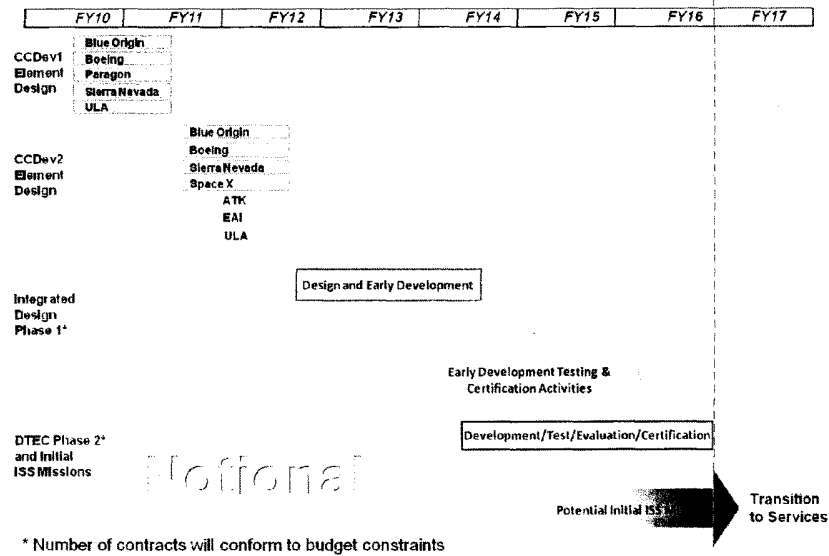 FY10 FY11 FY12 FY13 FY14 FY15 FY16 FY17
CCDev1
Element
Design
Blue Origin
Boeing
Paragon
Sierra Nevada
ULA
CCDev2
Element
Design
Blue Origin
Boeing
Sierra Nevada
Space X
ATK
EAI
ULA
Integrated
Design
Phase 1*
Design and Early Development
Early Development Testing &
Certification Activities
DTEC Phase 2*
and Initial
ISS Missions
Development/Test/Evaluation/Certification
Notional
Potential Initial ISS
Transition
to Services
* Number of contracts will conform to budget constraints